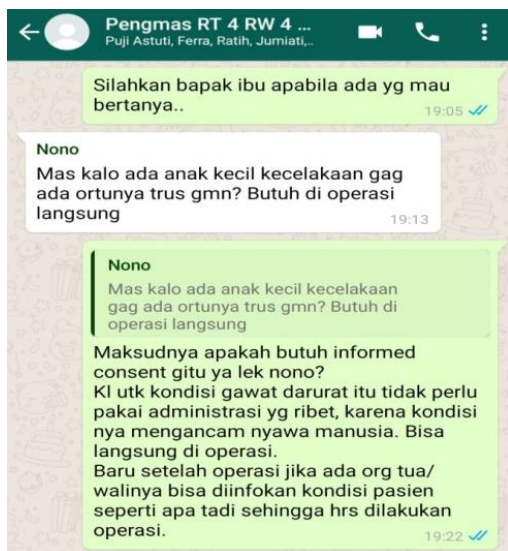 Pengmas RT 4 RW 4 ...
Puji Astuti, Ferra, Ratih, Jumiati,..
Silahkan bapak ibu apabila ada yg mau
bertanya..
19:05
Nono
Mas kalo ada anak kecil kecelakaan gag
ada ortunya trus gmn? Butuh di operasi
langsung
19:13
Nono
Mas kalo ada anak kecil kecelakaan
gag ada ortunya trus gmn? Butuh di
operasi langsung
Maksudnya apakah butuh informed
consent gitu ya lek nono?
Kl utk kondisi gawat darurat itu tidak perlu
pakai administrasi yg ribet, karena kondisi
nya mengancam nyawa manusia. Bisa
langsung di operasi.
Baru setelah operasi jika ada org tua/
walinya bisa diinfokan kondisi pasien
seperti apa tadi sehingga hrs dilakukan
operasi.
19:22